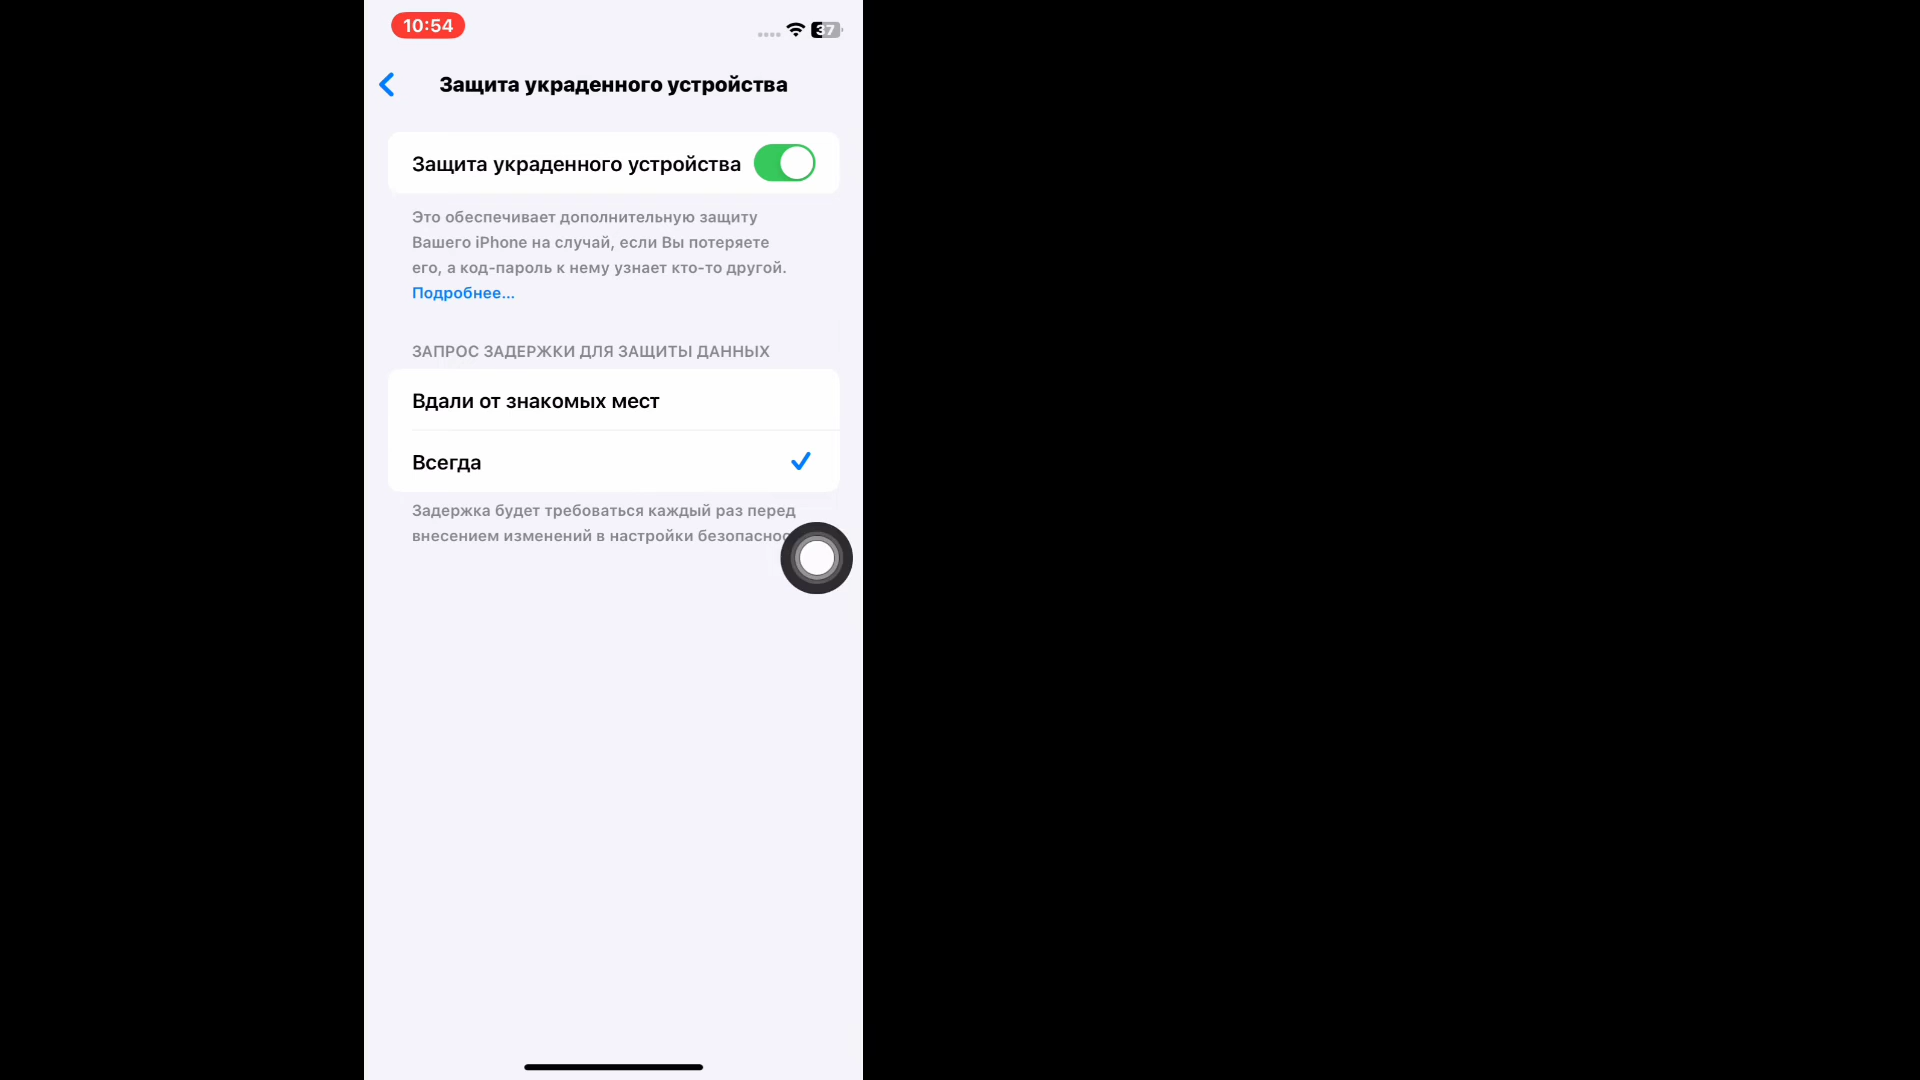 10:54
37
Защита украденного устройства
Защита украденного устройства
Это обеспечивает дополнительную защиту
Вашего iPhone на случай, если Вы потеряете
его, а код-пароль к нему узнает кто-то другой.
Подробнее...
ЗАПРОС ЗАДЕРЖКИ ДЛЯ ЗАЩИТЫ ДАННЫХ
Вдали от знакомых мест
Всегда
Задержка будет требоваться каждый раз перед
внесением изменений в настройки